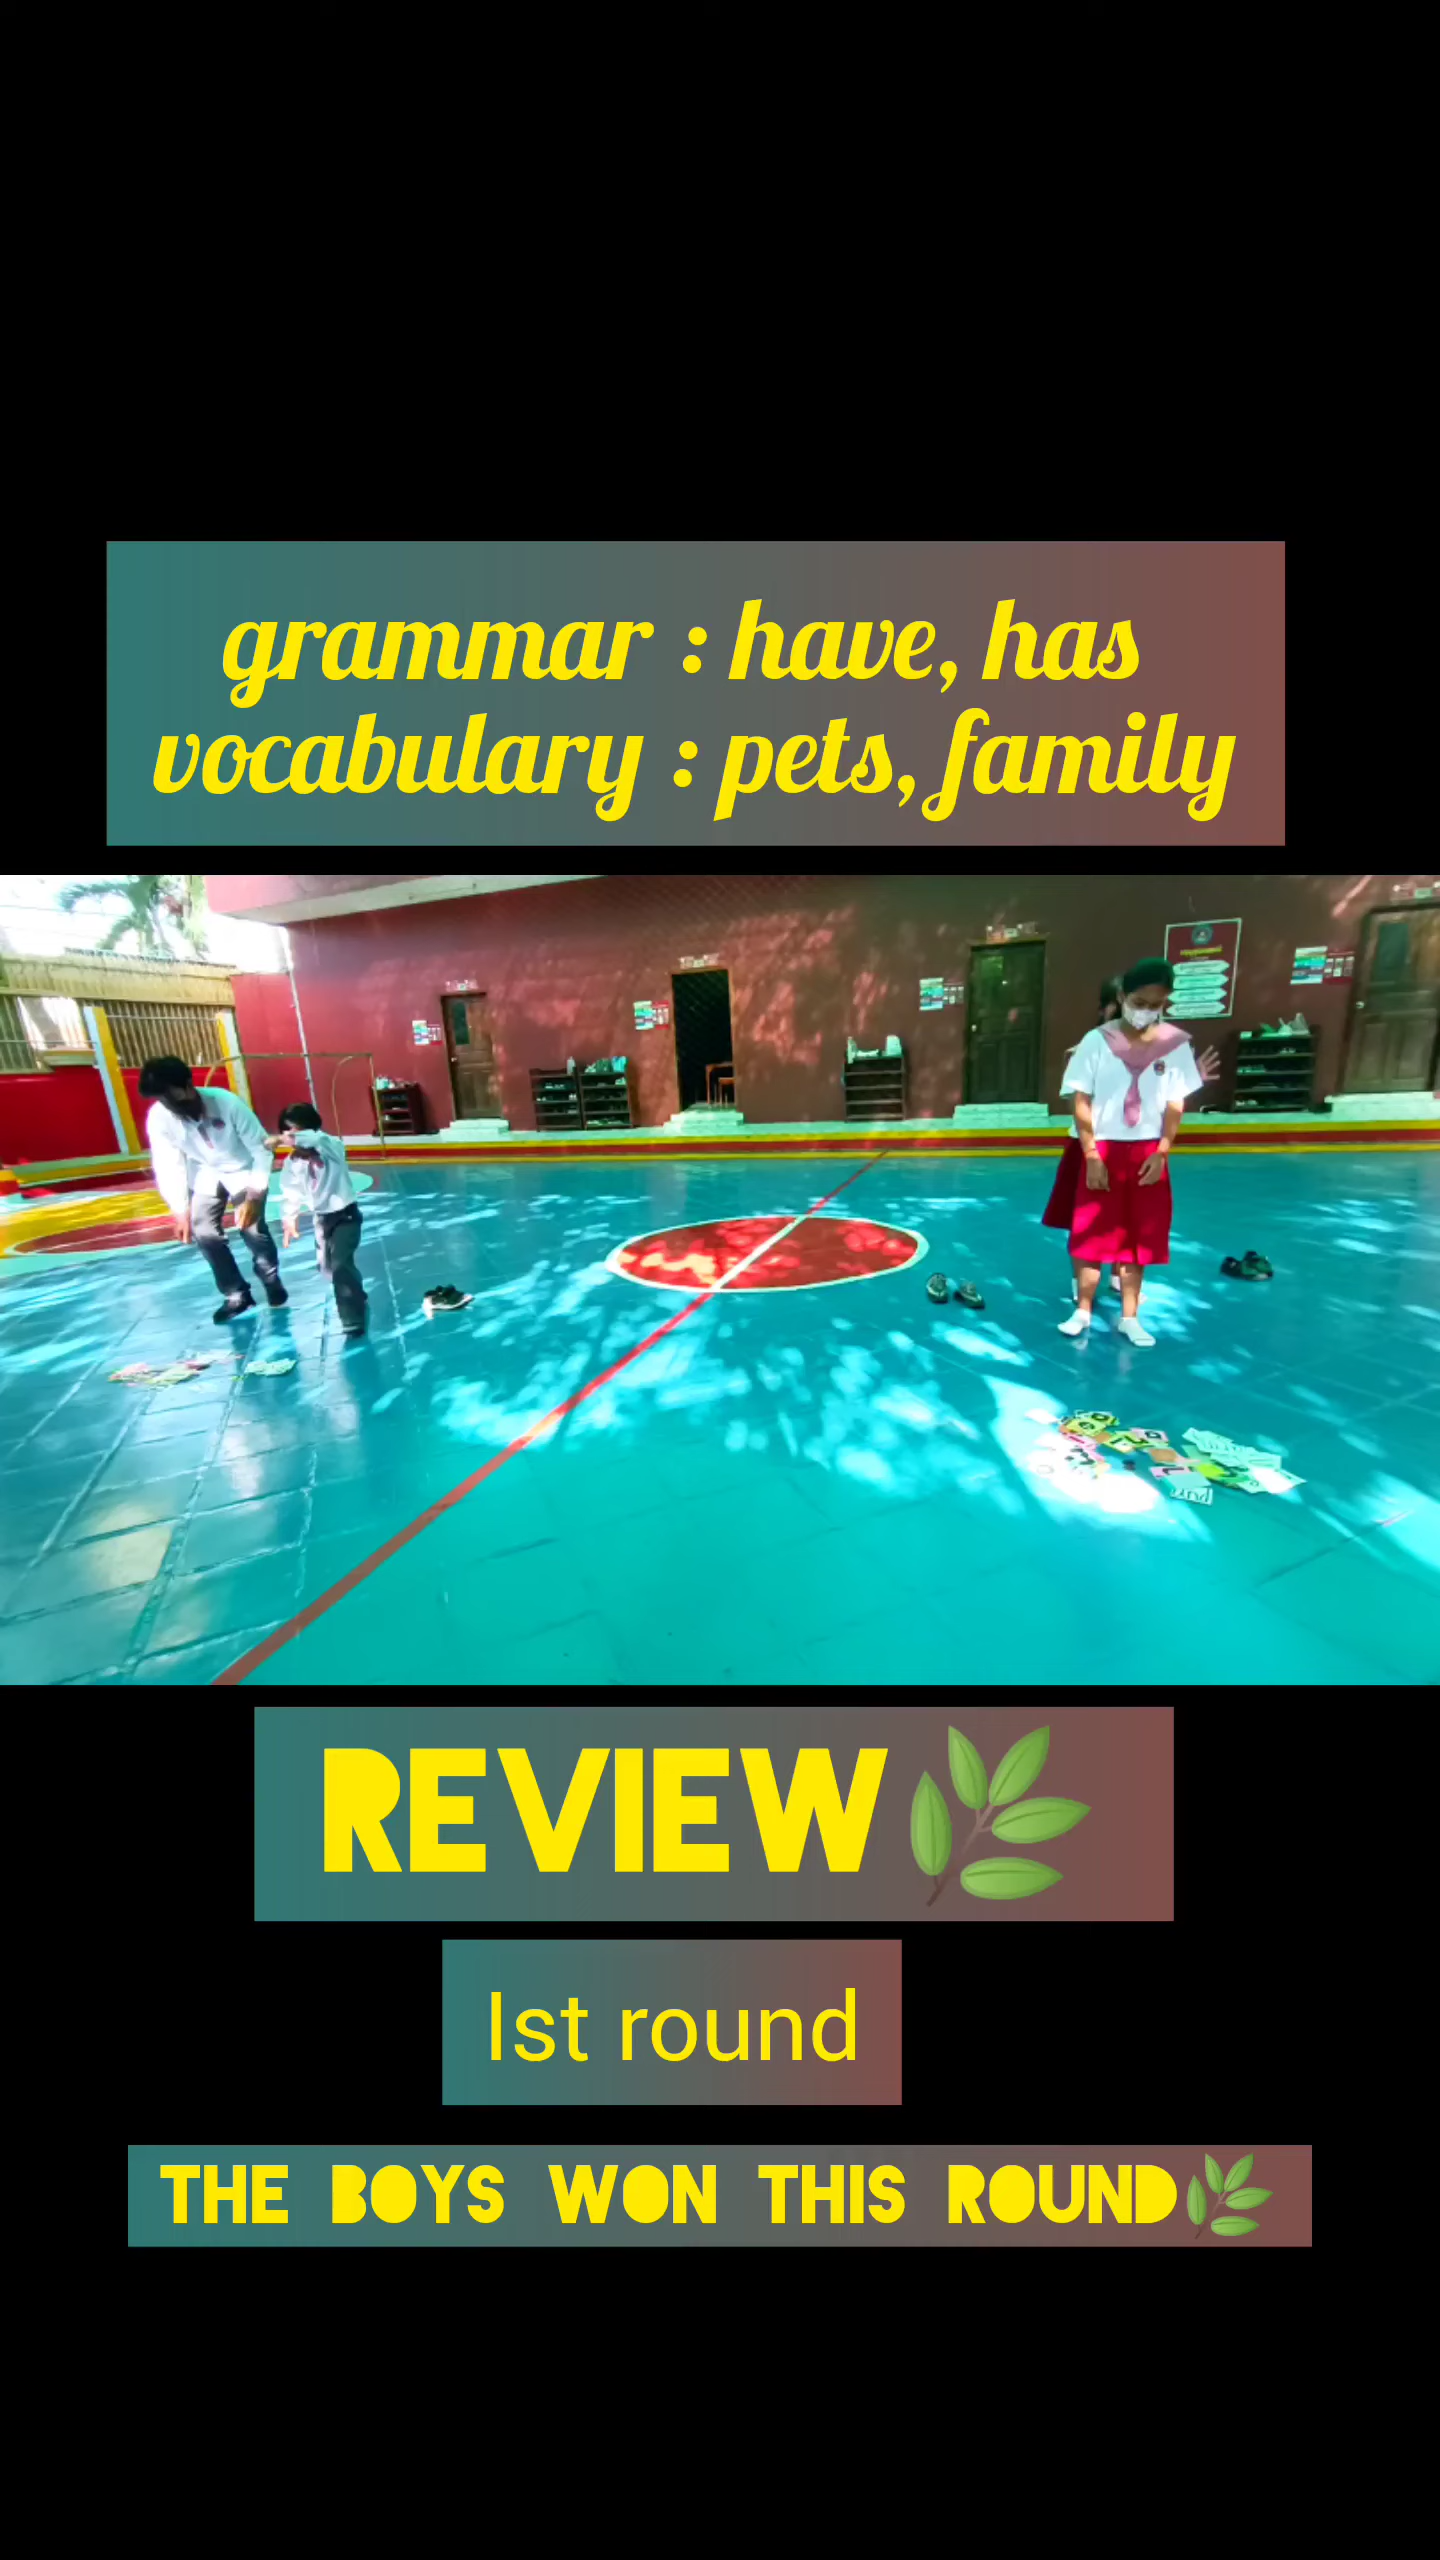 grammar : have, has
vocabulary : pets, family
REVIEW🌿
Ist round
THE BOYS WON THIS ROUND🌿